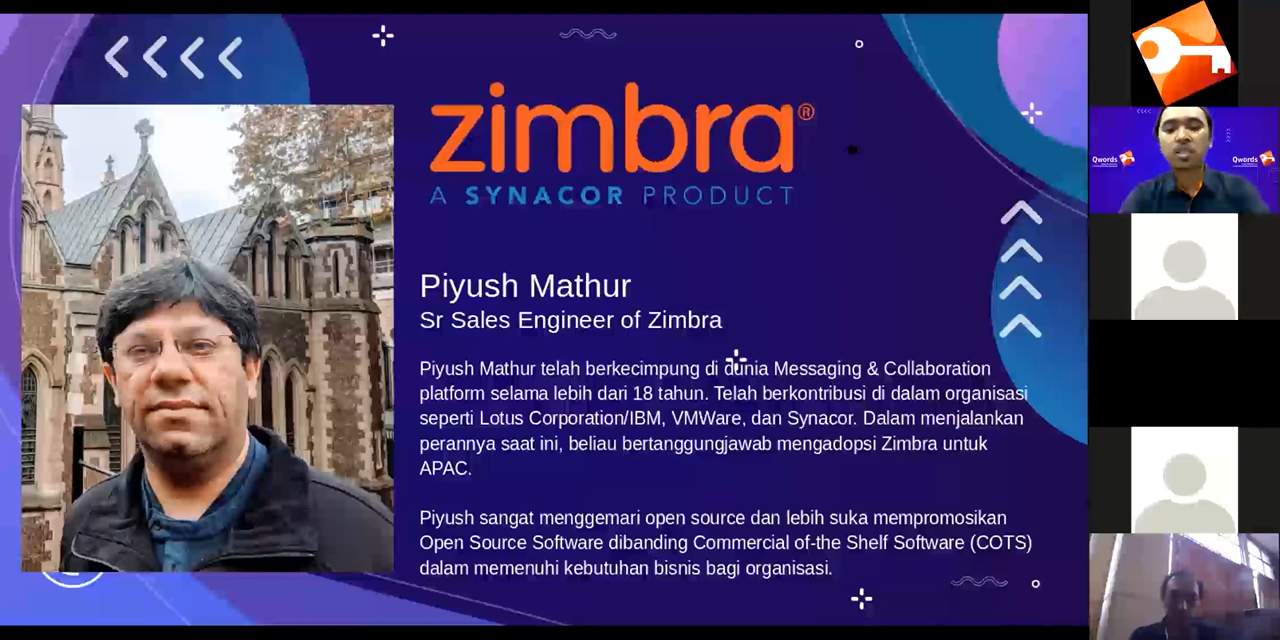 zimbra®
A SYNACOR PRODUCT
Piyush Mathur
Sr Sales Engineer of Zimbra
Piyush Mathur telah berkecimpung di dunia Messaging & Collaboration
platform selama lebih dari 18 tahun. Telah berkontribusi di dalam organisasi
seperti Lotus Corporation/IBM, VMWare, dan Synacor. Dalam menjalankan
perannya saat ini, beliau bertanggungjawab mengadopsi Zimbra untuk
APAC.
Piyush sangat menggemari open source dan lebih suka mempromosikan
Open Source Software dibanding Commercial of-the Shelf Software (COTS)
dalam memenuhi kebutuhan bisnis bagi organisasi.
Qwords
Qwords